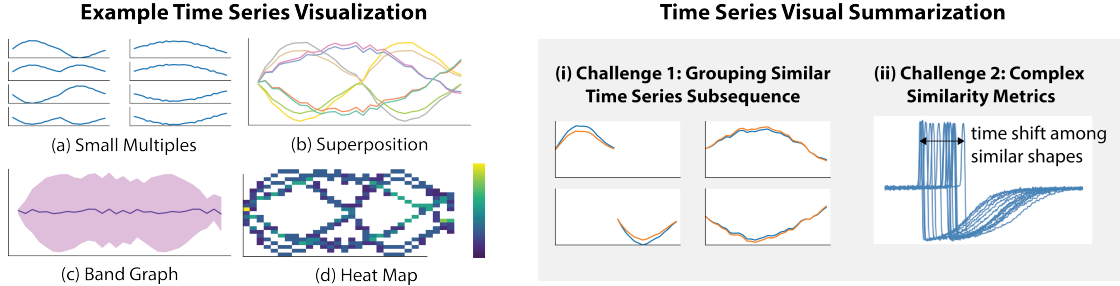 Example Time Series Visualization
(a) Small Multiples
(b) Superposition
(c) Band Graph
(d) Heat Map
Time Series Visual Summarization
(i) Challenge 1: Grouping Similar
Time Series Subsequence
(ii) Challenge 2: Complex
Similarity Metrics
time shift among
similar shapes